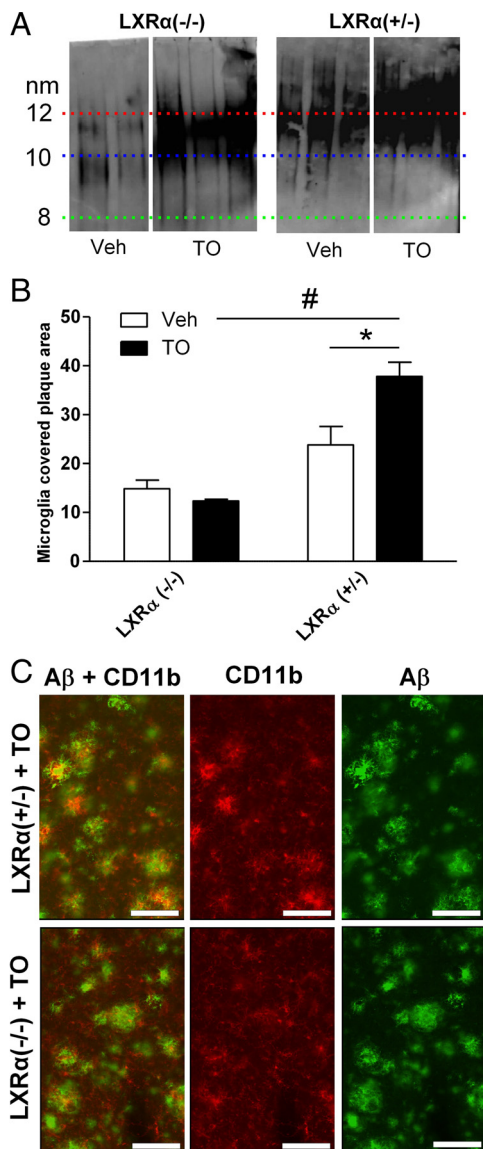 A
LXRα(-/-) LXRα(+/-)
nm
12
10
8
Veh TO Veh TO
B
#
*
Veh
TO
Microglia covered plaque area
50
40
30
20
10
0
LXRα (-/-)
LXRα (+/-)
C
Aβ + CD11b CD11b Aβ
LXRα(+/-) + TO
LXRα(-/-) + TO